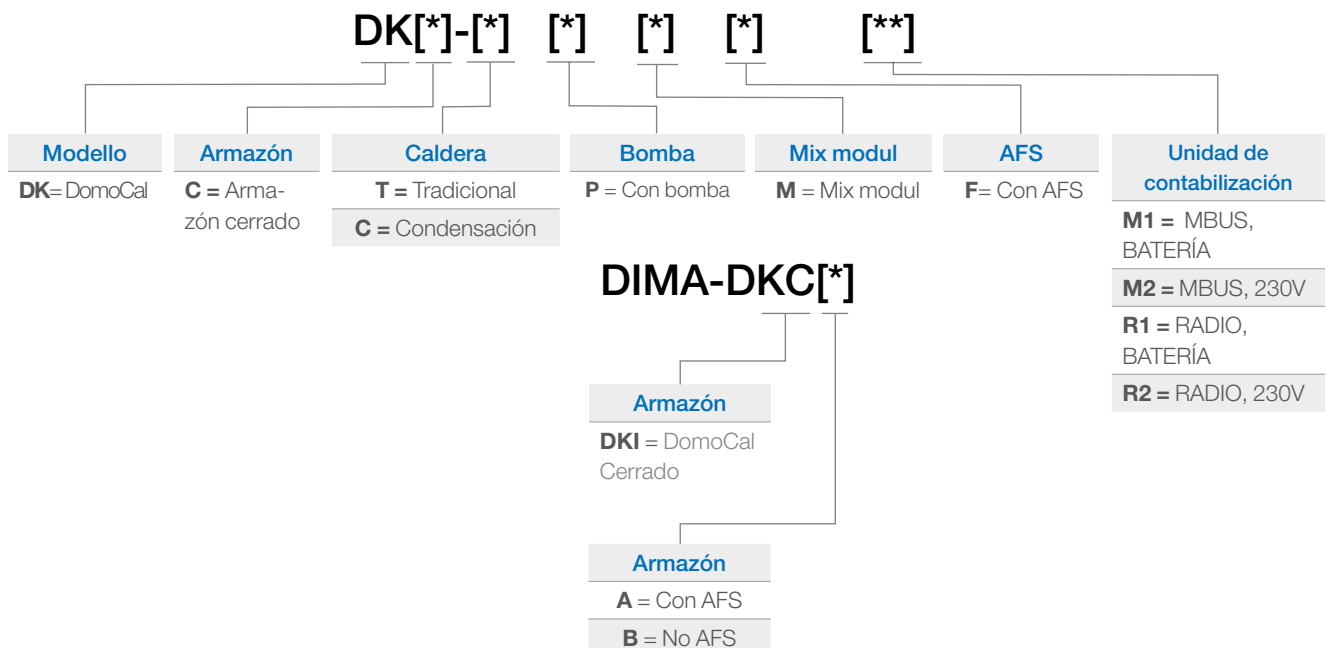 DK[*]-[*] [*] [*] [*] [**]
Modello
DK= DomoCal
Armazón
C = Arma-
zón cerrado
Caldera
T = Tradicional
C = Condensación
Bomba
P = Con bomba
Mix modul
M = Mix modul
AFS
F= Con AFS
Unidad de
contabilización
M1 = MBUS,
BATERÍA
M2 = MBUS, 230V
R1 = RADIO,
BATERÍA
R2 = RADIO, 230V
DIMA-DKC[*]
Armazón
DKI = DomoCal
Cerrado
Armazón
A = Con AFS
B = No AFS